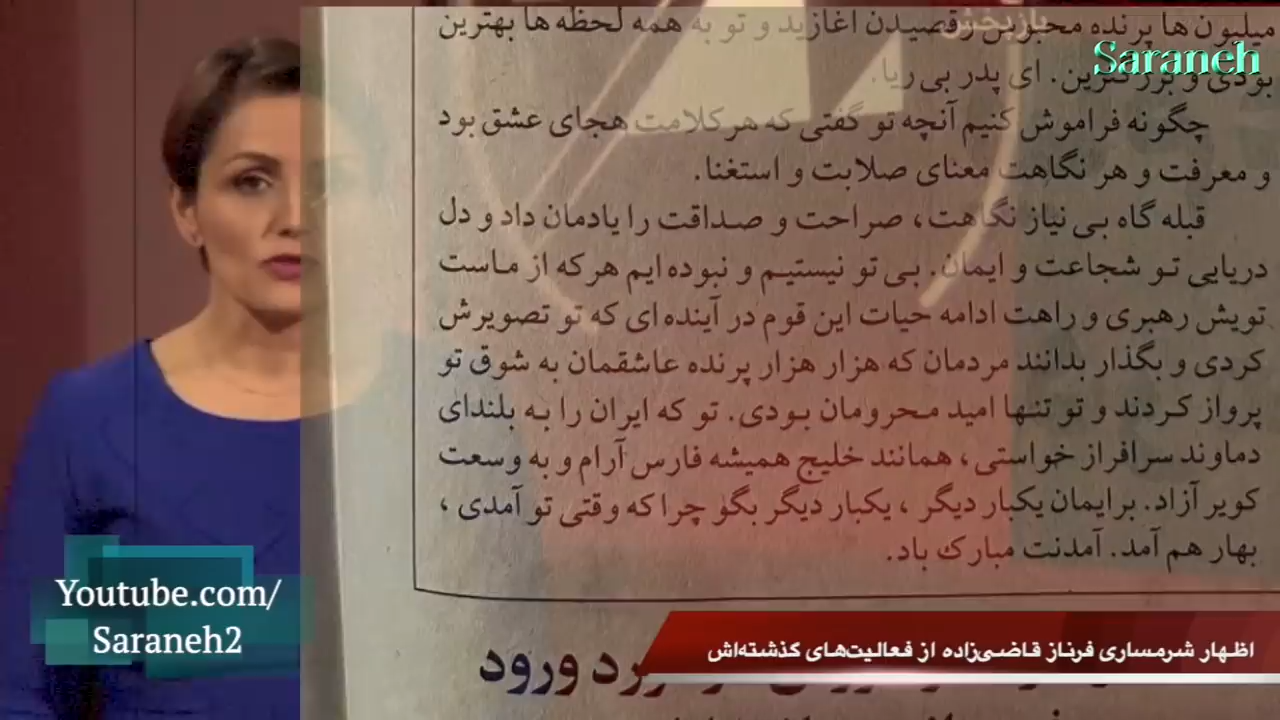 بازبخش
Saraneh
میلیون ها پرنده محبوس رقصیدن آغازید و تو به همه لحظه ها بهترین
بودی و بزرگترین. ای پدر بی ریا.
چگونه فراموش کنیم آنچه تو گفتی که هر کلامت هجای عشق بود
و معرفت و هر نگاهت معنای صلابت و استغنا.
قبله گاه بی نیاز نگاهت، صراحت و صداقت را یادمان داد و دل
دریایی تو شجاعت و ایمان. بی تو نیستیم و نبوده ایم هرکه از ماست
تویش رهبری و راهت ادامه حیات این قوم در آینده ای که تو تصویرش
کردی و بگذار بدانند مردمان که هزار هزار پرنده عاشقمان به شوق تو
پرواز کردند و تو تنها امید محرومان بودی. تو که ایران را به بلندای
دماوند سرافراز خواستی، همانند خلیج همیشه فارس آرام و به وسعت
کویر آزاد. برایمان یکبار دیگر ، یکبار دیگر بگو چرا که وقتی تو آمدی ،
بهار هم آمد. آمدنت مبارک باد.
ورود
اظهار شرمساری فرناز قاضی‌زاده از فعالیت‌های گذشته‌اش
Youtube.com/
Saraneh2